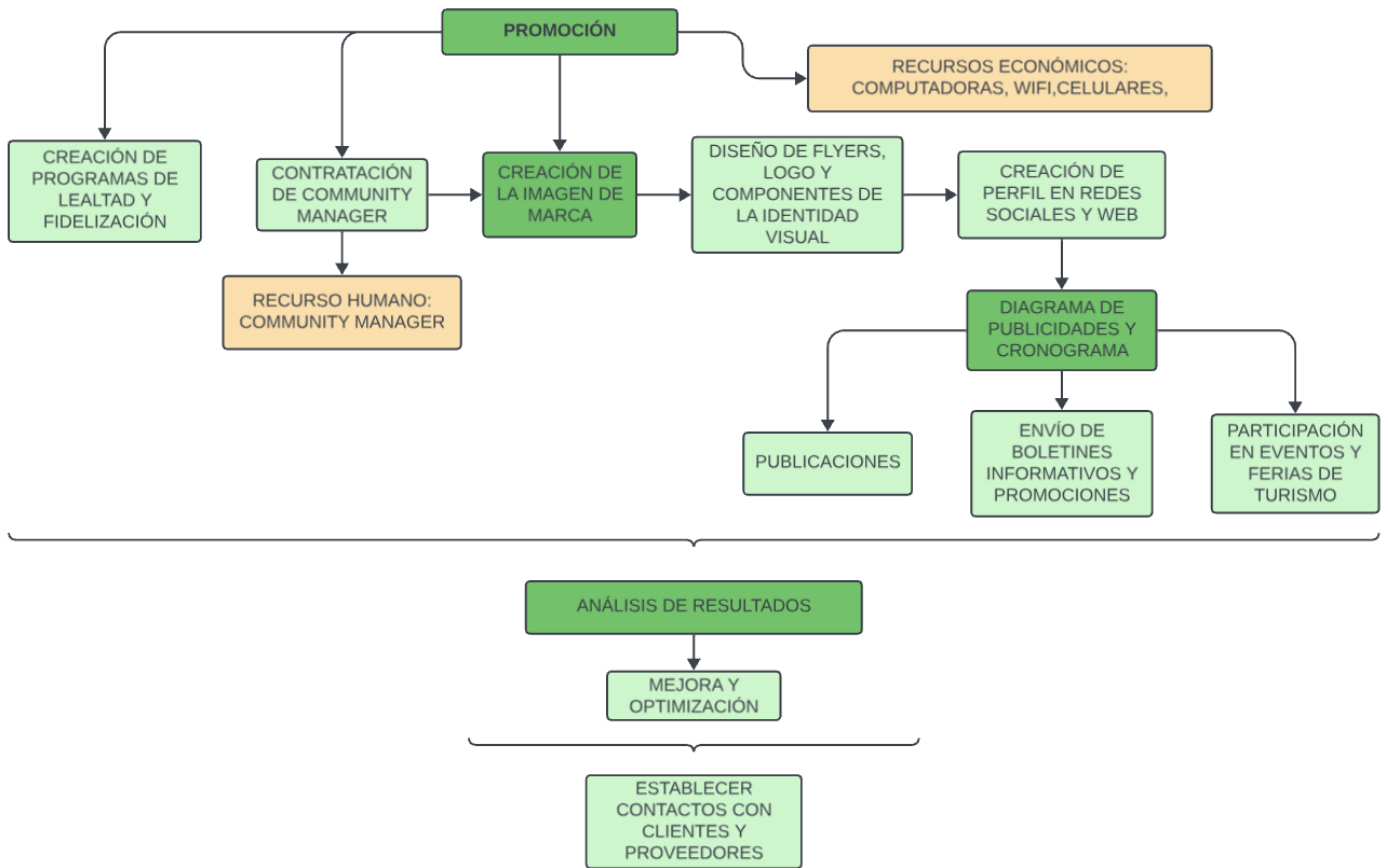 PROMOCIÓN
RECURSOS ECONÓMICOS:
COMPUTADORAS, WIFI,CELULARES,
CREACIÓN DE
PROGRAMAS DE
LEALTAD Y
FIDELIZACIÓN
CONTRATACIÓN
DE COMMUNITY
MANAGER
CREACIÓN DE
LA IMAGEN DE
MARCA
DISEÑO DE FLYERS,
LOGO Y
COMPONENTES DE
LA IDENTIDAD
VISUAL
CREACIÓN DE
PERFIL EN REDES
SOCIALES Y WEB
RECURSO HUMANO:
COMMUNITY MANAGER
DIAGRAMA DE
PUBLICIDADES Y
CRONOGRAMA
PUBLICACIONES
ENVÍO DE
BOLETINES
INFORMATIVOS Y
PROMOCIONES
PARTICIPACIÓN
EN EVENTOS Y
FERIAS DE
TURISMO
ANÁLISIS DE RESULTADOS
MEJORA Y
OPTIMIZACIÓN
ESTABLECER
CONTACTOS CON
CLIENTES Y
PROVEEDORES